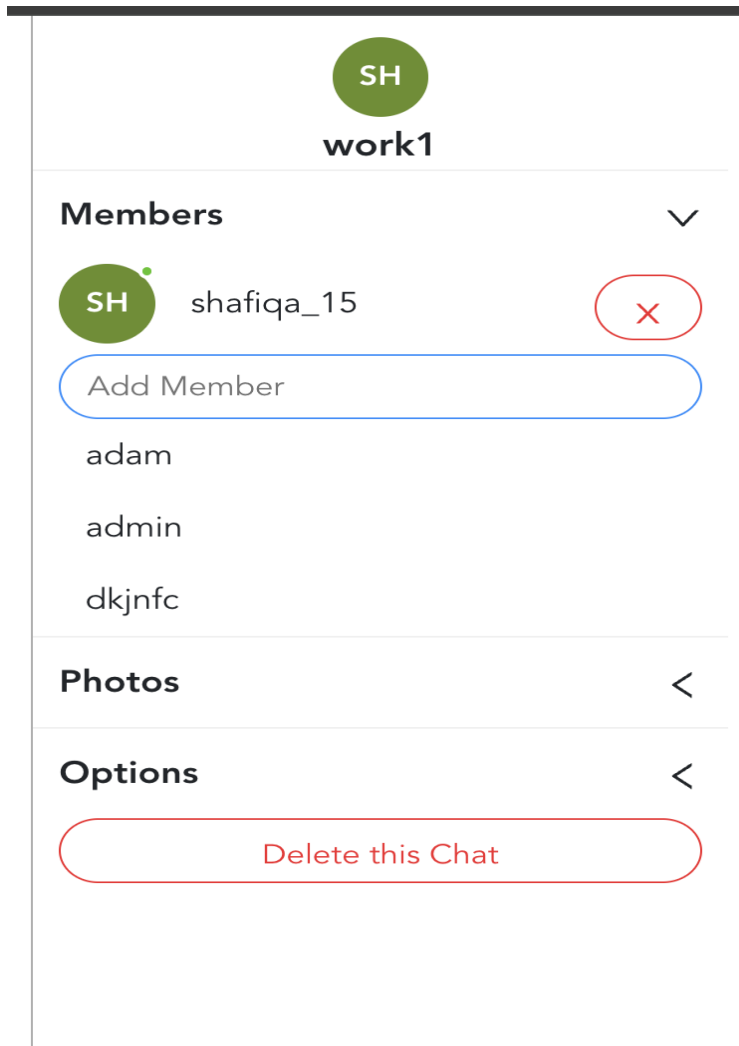 SH
work1
Members
SH shafiqa_15
Add Member
adam
admin
dkjnfc
Photos
Options
Delete this Chat